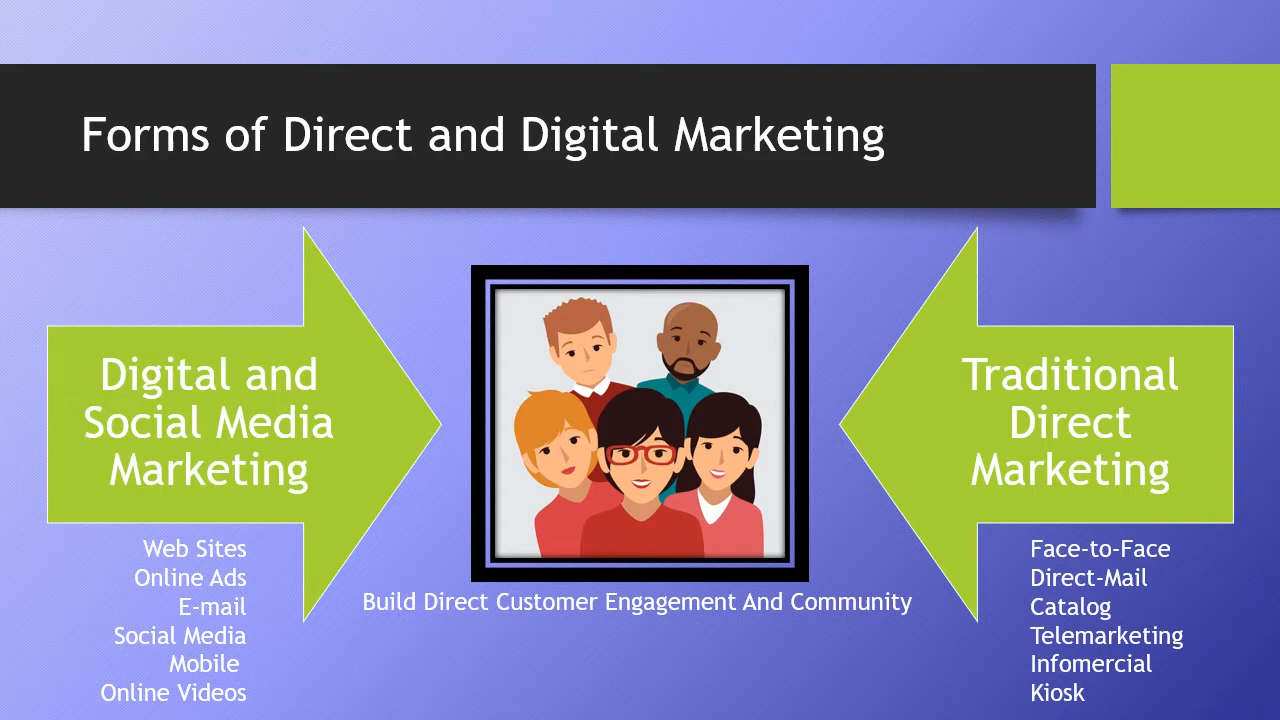 Forms of Direct and Digital Marketing
Digital and
Social Media
Marketing
Web Sites
Online Ads
E-mail
Social Media
Mobile
Online Videos
Build Direct Customer Engagement And Community
Traditional
Direct
Marketing
Face-to-Face
Direct-Mail
Catalog
Telemarketing
Infomercial
Kiosk